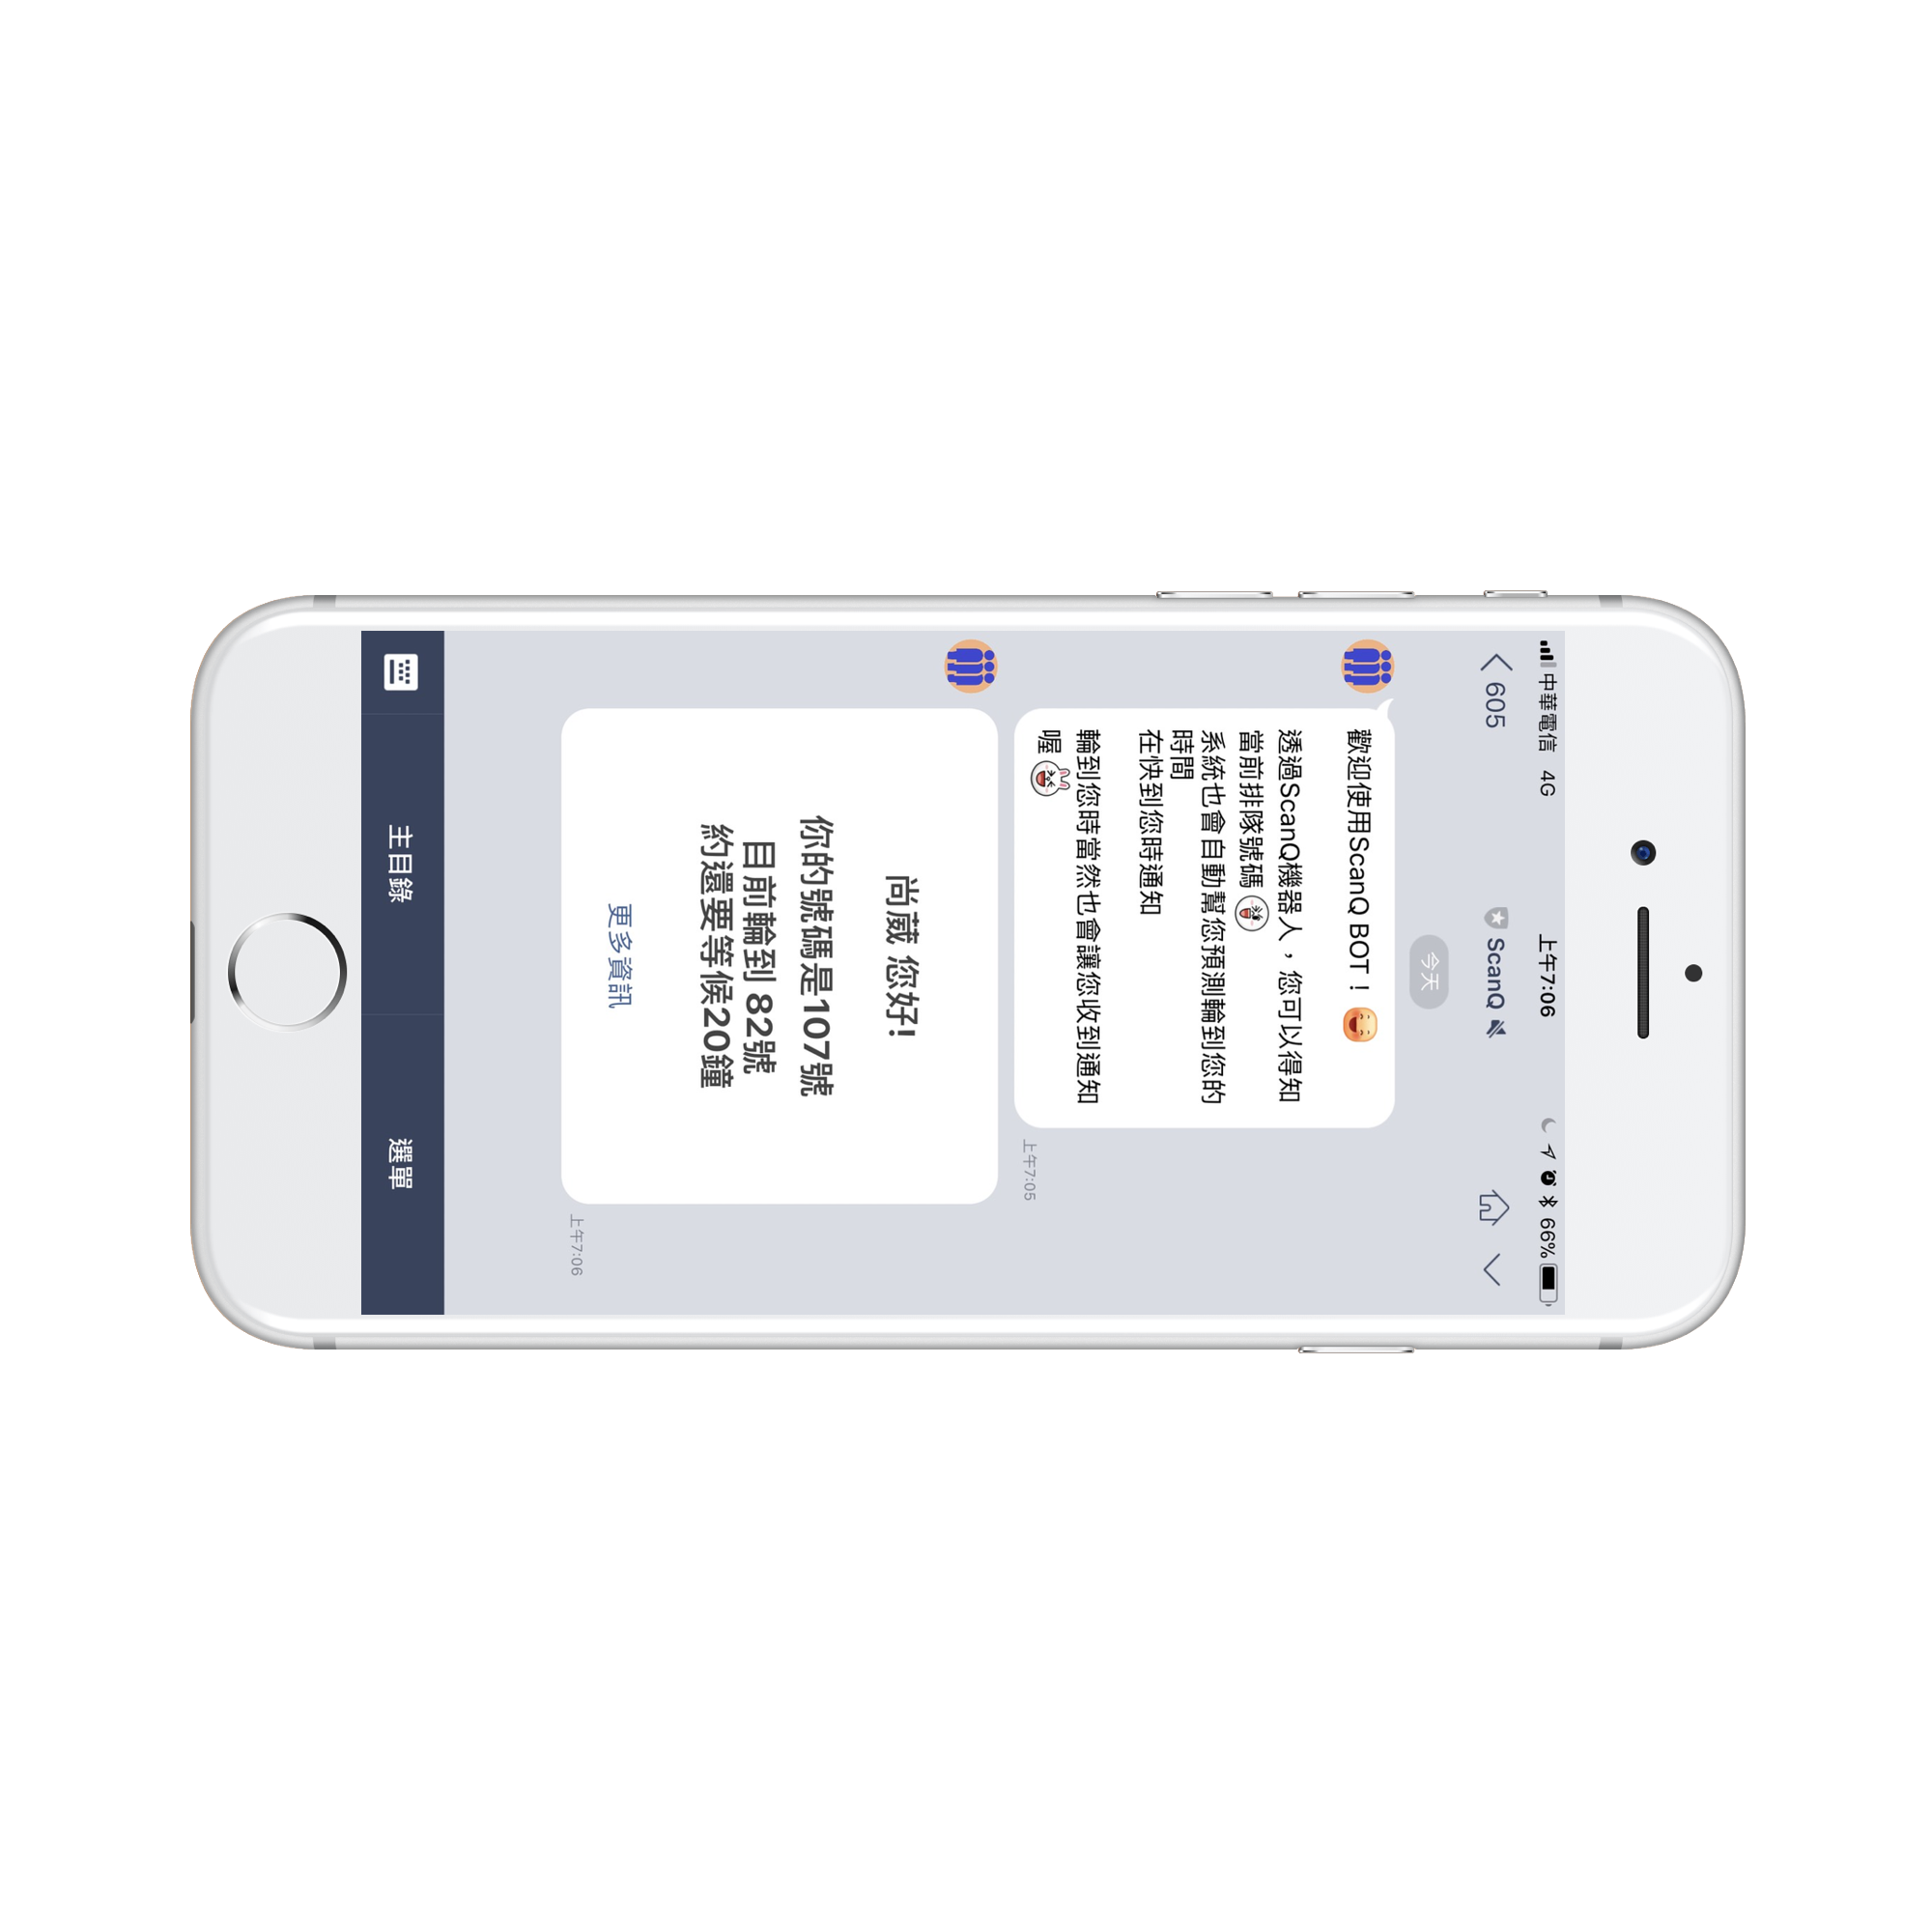 中華電信 4G 上午7:06 66%
605 ScanQ
今天
歡迎使用ScanQ BOT！
透過ScanQ機器人，您可以得知
當前排隊號碼
系統也會自動幫您預測輪到您的
時間
在快到您時通知
輪到您時當然也會讓您收到通知
喔
上午7:05
尚葳 您好!
你的號碼是107號
目前輪到 82號
約還要等候20鐘
更多資訊
上午7:06
主目錄 選單